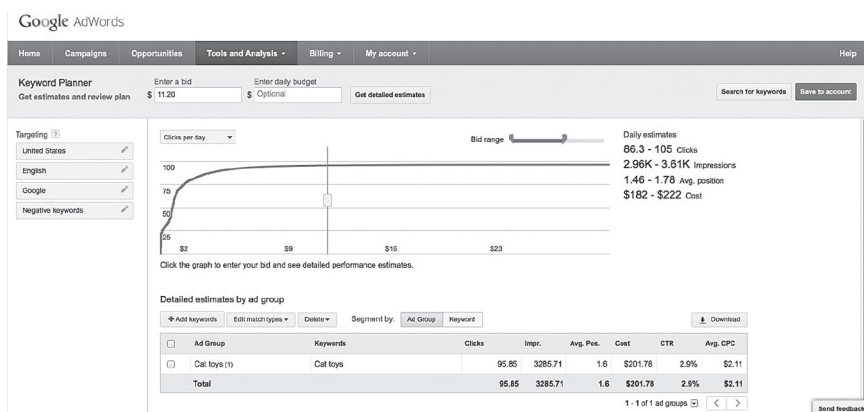 Google AdWords
Home Campaigns Opportunities Tools and Analysis Billing My account Help
Keyword Planner
Get estimates and review plan
Enter a bid
$ 11.20
Enter daily budget
$ Optional
Get detailed estimates
Search for keywords
Save to account
Targeting ?
United States
English
Google
Negative keywords
Clicks per day
Bid range
100
75
50
25
$2 $9 $16 $23
Click the graph to enter your bid and see detailed performance estimates.
Daily estimates
86.3 - 105 Clicks
2.96K - 3.61K Impressions
1.46 - 1.78 Avg. position
$182 - $222 Cost
Detailed estimates by ad group
+ Add keywords Edit match types Delete Segment by: Ad Group Keyword Download
Ad Group Keywords Clicks Impr. Avg. Pos. Cost CTR Avg. CPC
Cat toys (1) Cat toys 95.85 3285.71 1.6 $201.78 2.9% $2.11
Total 95.85 3285.71 1.6 $201.78 2.9% $2.11
1 - 1 of 1 ad groups
Send feedback